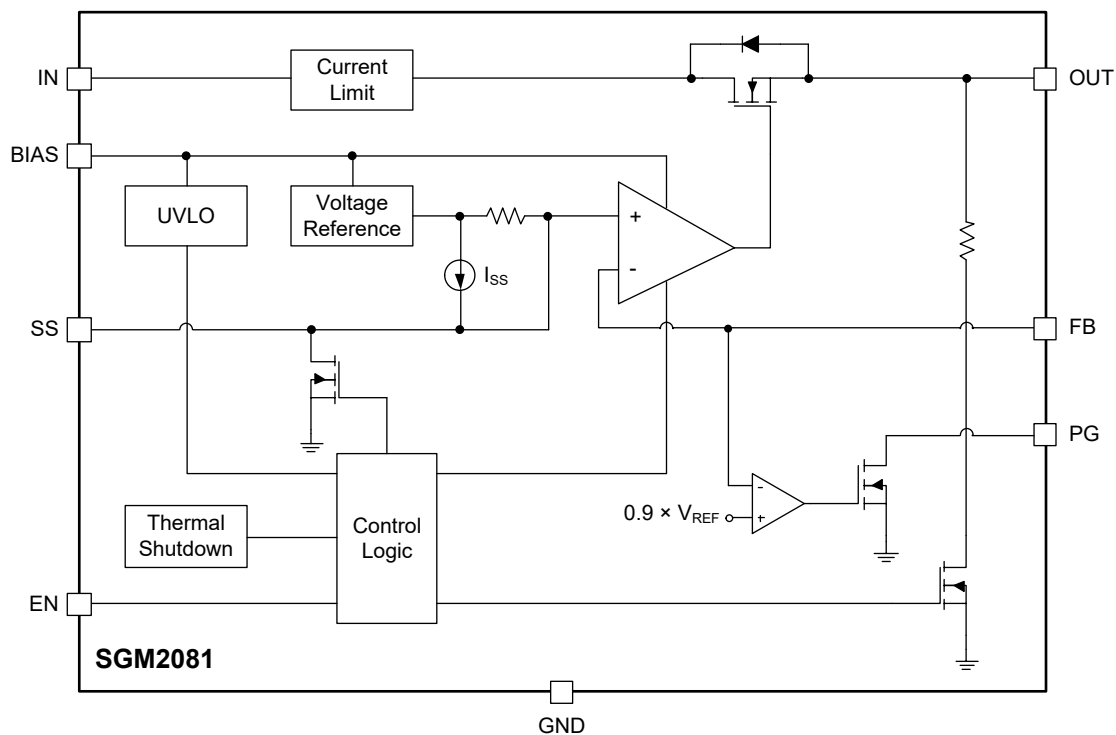 IN
Current
Limit
OUT
BIAS
UVLO
Voltage
Reference
+
-
I_SS
SS
FB
PG
Thermal
Shutdown
Control
Logic
0.9 × V_REF
-
+
EN
SGM2081
GND